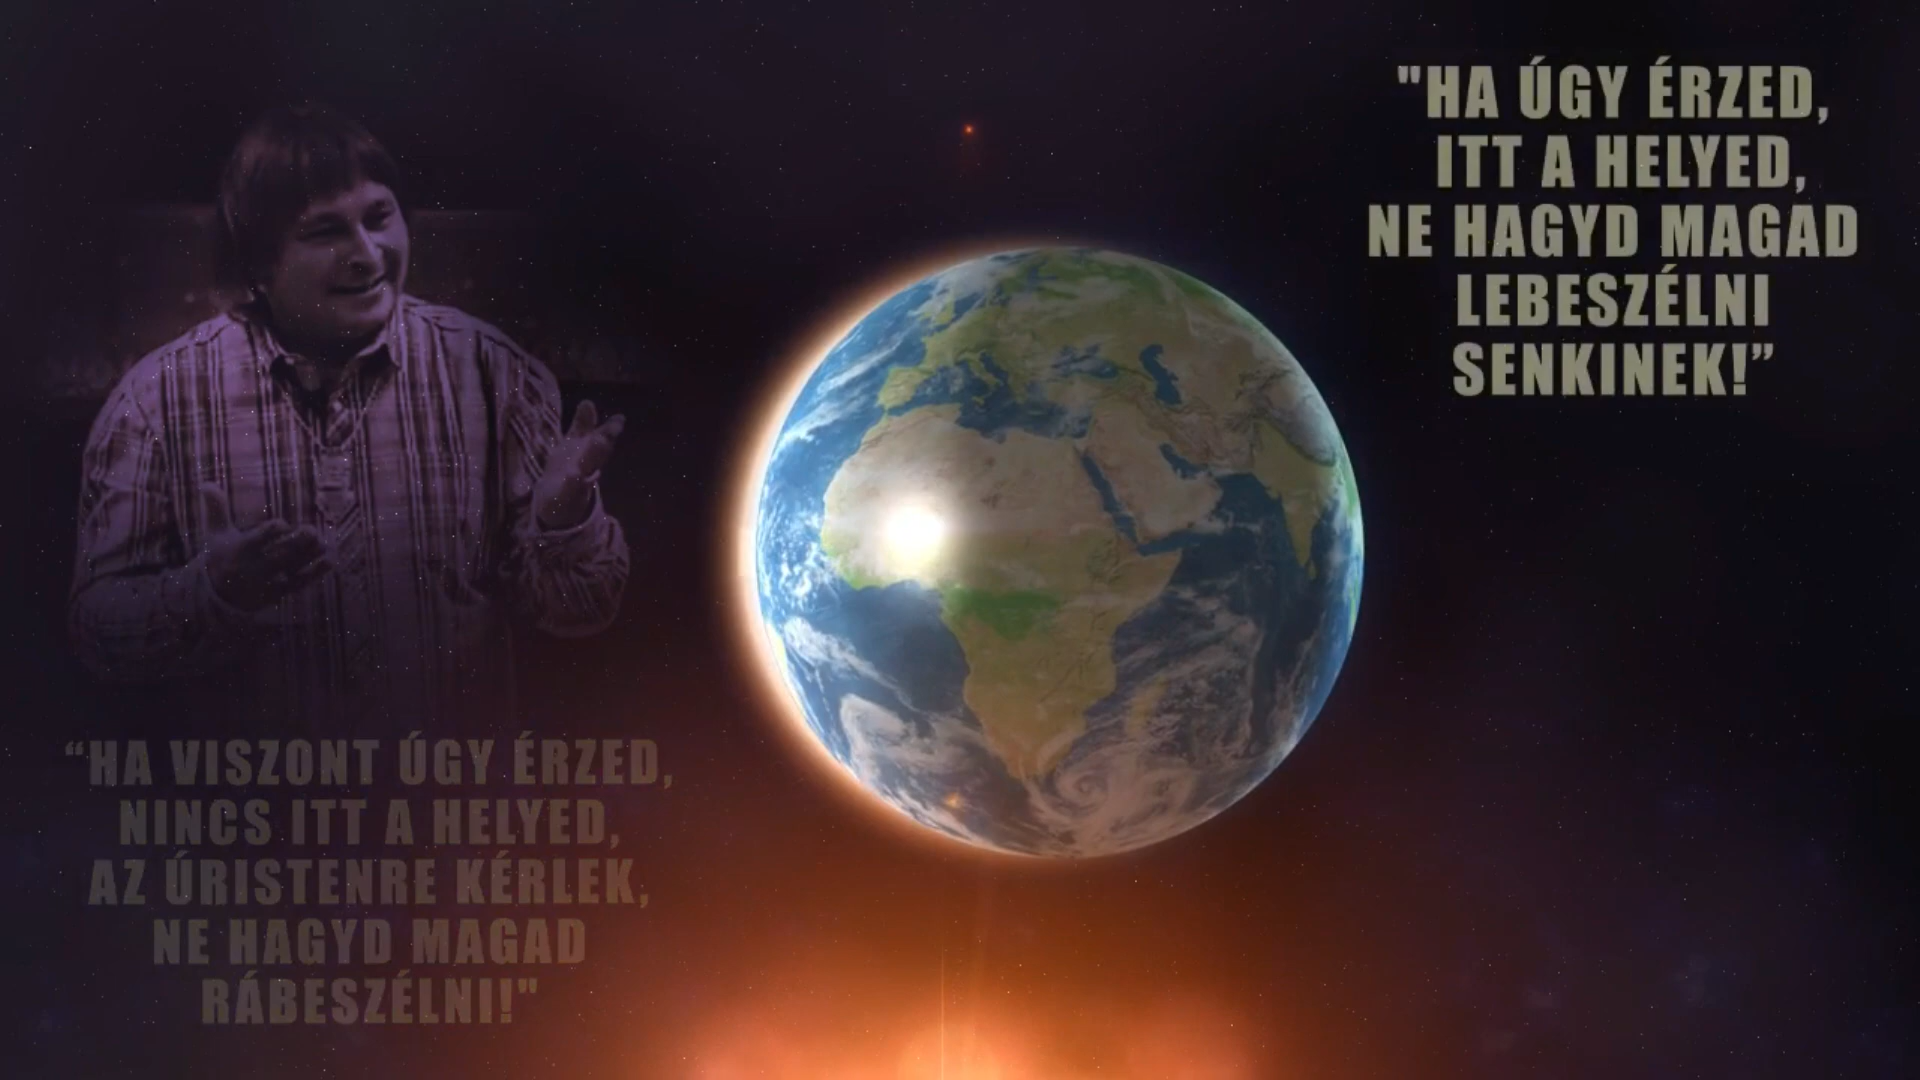 "HA ÚGY ÉRZED,
ITT A HELYED,
NE HAGYD MAGAD
LEBESZÉLNI
SENKINEK!”
“HA VISZONT ÚGY ÉRZED,
NINCS ITT A HELYED,
AZ ÚRISTENRE KÉRLEK,
NE HAGYD MAGAD
RÁBESZÉLNI!"